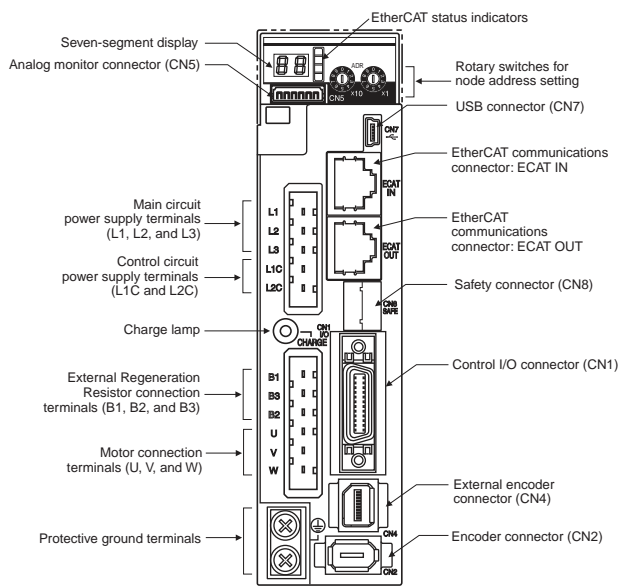 EtherCAT status indicators
Seven-segment display
Analog monitor connector (CN5)
ADR
CN5
x10
x1
Rotary switches for
node address setting
USB connector (CN7)
CN7
EtherCAT communications
connector: ECAT IN
ECAT
IN
Main circuit
power supply terminals
(L1, L2, and L3)
L1
L2
L3
EtherCAT
communications
connector: ECAT OUT
ECAT
OUT
Control circuit
power supply terminals
(L1C and L2C)
L1C
L2C
Safety connector (CN8)
CN8
SAFE
Charge lamp
CN1
I/O
CHARGE
Control I/O connector (CN1)
External Regeneration
Resistor connection
terminals (B1, B2, and B3)
B1
B3
B2
Motor connection
terminals (U, V, and W)
U
V
W
External encoder
connector (CN4)
CN4
Protective ground terminals
Encoder connector (CN2)
CN2